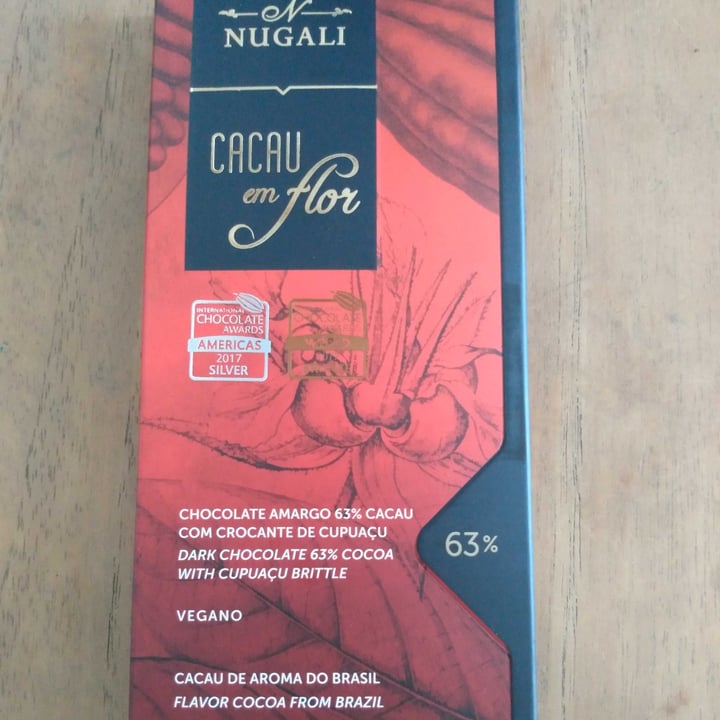 N
NUGALI
CACAU
em flor
INTERNATIONAL
CHOCOLATE
AWARDS
AMERICAS
2017
SILVER
CHOCOLATE AMARGO 63% CACAU
COM CROCANTE DE CUPUAÇU
DARK CHOCOLATE 63% COCOA
WITH CUPUAÇU BRITTLE
63%
VEGANO
CACAU DE AROMA DO BRASIL
FLAVOR COCOA FROM BRAZIL